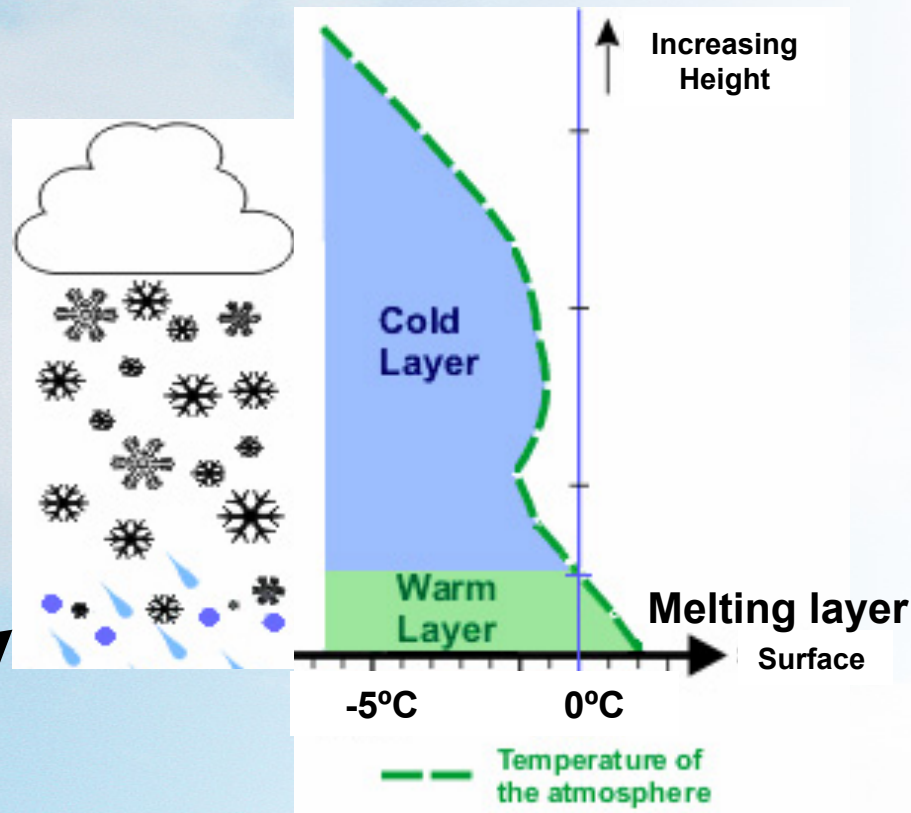 Increasing
Height
Cold
Layer
Warm
Layer
Melting layer
Surface
-5ºC
0ºC
Temperature of
the atmosphere